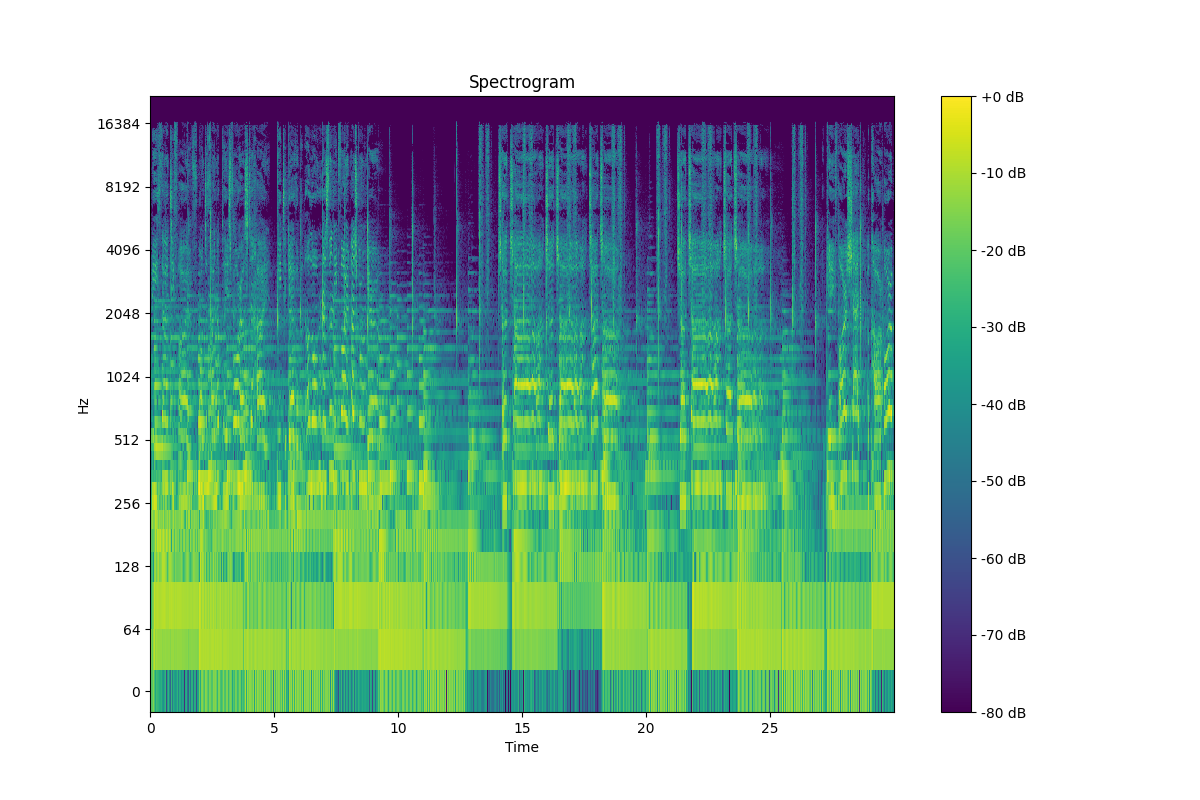 Spectrogram
16384
8192
4096
2048
1024
512
256
128
64
0
Hz
0
5
10
15
20
25
Time
+0 dB
-10 dB
-20 dB
-30 dB
-40 dB
-50 dB
-60 dB
-70 dB
-80 dB